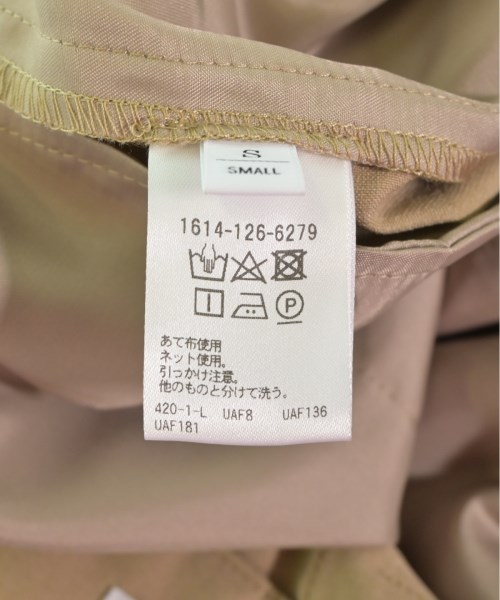 S
SMALL
1614-126-6279
P
あて布使用
ネット使用。
引っかけ注意。
他のものと分けて洗う。
420-1-L UAF8 UAF136
UAF181